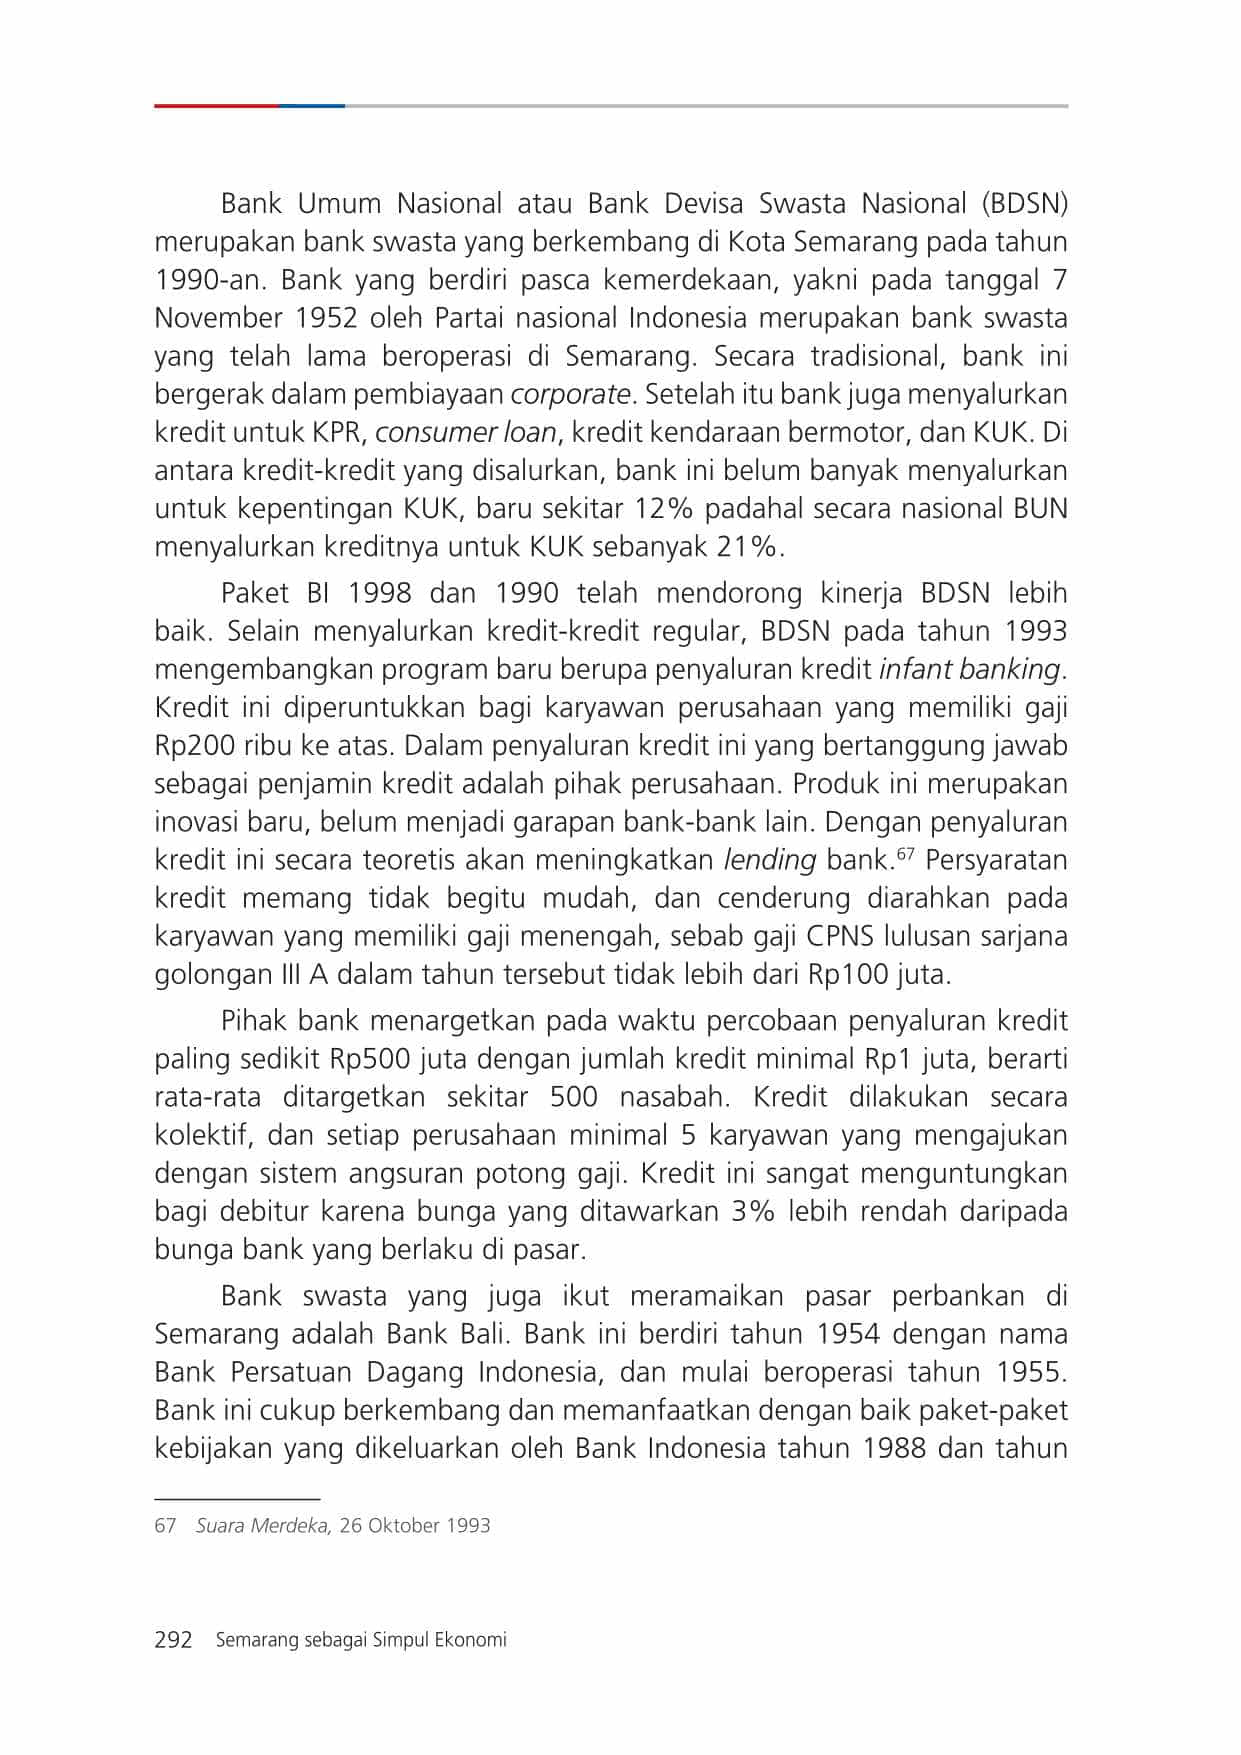 Bank Umum Nasional atau Bank Devisa Swasta Nasional (BDSN)
merupakan bank swasta yang berkembang di Kota Semarang pada tahun
1990-an. Bank yang berdiri pasca kemerdekaan, yakni pada tanggal 7
November 1952 oleh Partai nasional Indonesia merupakan bank swasta
yang telah lama beroperasi di Semarang. Secara tradisional, bank ini
bergerak dalam pembiayaan corporate. Setelah itu bank juga menyalurkan
kredit untuk KPR, consumer loan, kredit kendaraan bermotor, dan KUK. Di
antara kredit-kredit yang disalurkan, bank ini belum banyak menyalurkan
untuk kepentingan KUK, baru sekitar 12% padahal secara nasional BUN
menyalurkan kreditnya untuk KUK sebanyak 21%.
Paket BI 1998 dan 1990 telah mendorong kinerja BDSN lebih
baik. Selain menyalurkan kredit-kredit regular, BDSN pada tahun 1993
mengembangkan program baru berupa penyaluran kredit infant banking.
Kredit ini diperuntukkan bagi karyawan perusahaan yang memiliki gaji
Rp200 ribu ke atas. Dalam penyaluran kredit ini yang bertanggung jawab
sebagai penjamin kredit adalah pihak perusahaan. Produk ini merupakan
inovasi baru, belum menjadi garapan bank-bank lain. Dengan penyaluran
kredit ini secara teoretis akan meningkatkan lending bank.67 Persyaratan
kredit memang tidak begitu mudah, dan cenderung diarahkan pada
karyawan yang memiliki gaji menengah, sebab gaji CPNS lulusan sarjana
golongan III A dalam tahun tersebut tidak lebih dari Rp100 juta.
Pihak bank menargetkan pada waktu percobaan penyaluran kredit
paling sedikit Rp500 juta dengan jumlah kredit minimal Rp1 juta, berarti
rata-rata ditargetkan sekitar 500 nasabah. Kredit dilakukan secara
kolektif, dan setiap perusahaan minimal 5 karyawan yang mengajukan
dengan sistem angsuran potong gaji. Kredit ini sangat menguntungkan
bagi debitur karena bunga yang ditawarkan 3% lebih rendah daripada
bunga bank yang berlaku di pasar.
Bank swasta yang juga ikut meramaikan pasar perbankan di
Semarang adalah Bank Bali. Bank ini berdiri tahun 1954 dengan nama
Bank Persatuan Dagang Indonesia, dan mulai beroperasi tahun 1955.
Bank ini cukup berkembang dan memanfaatkan dengan baik paket-paket
kebijakan yang dikeluarkan oleh Bank Indonesia tahun 1988 dan tahun
67 Suara Merdeka, 26 Oktober 1993
292 Semarang sebagai Simpul Ekonomi